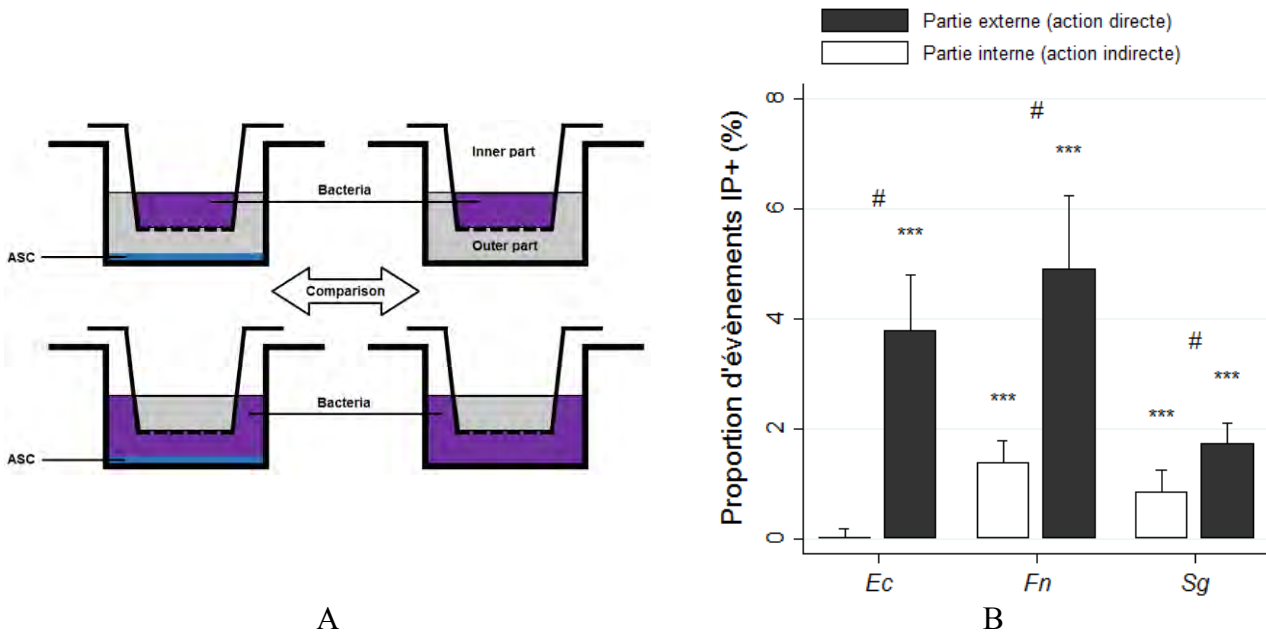 Inner part
Bacteria
Outer part
ASC
Comparison
Bacteria
ASC
A
Partie externe (action directe)
Partie interne (action indirecte)
Proportion d'évènements IP+ (%)
8
6
4
2
0
#
***
#
***
***
#
***
***
Ec
Fn
Sg
B